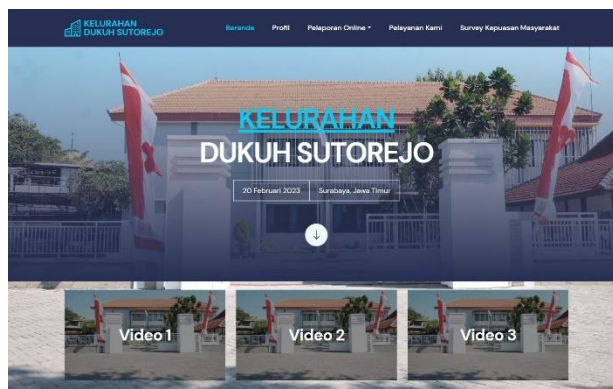 KELURAHAN
DUKUH SUTOREJO
Beranda Profil Pelaporan Online Pelayanan Kami Survey Kepuasan Masyarakat
KELURAHAN
DUKUH SUTOREJO
20 Februari 2023 Surabaya, Jawa Timur
Video 1 Video 2 Video 3